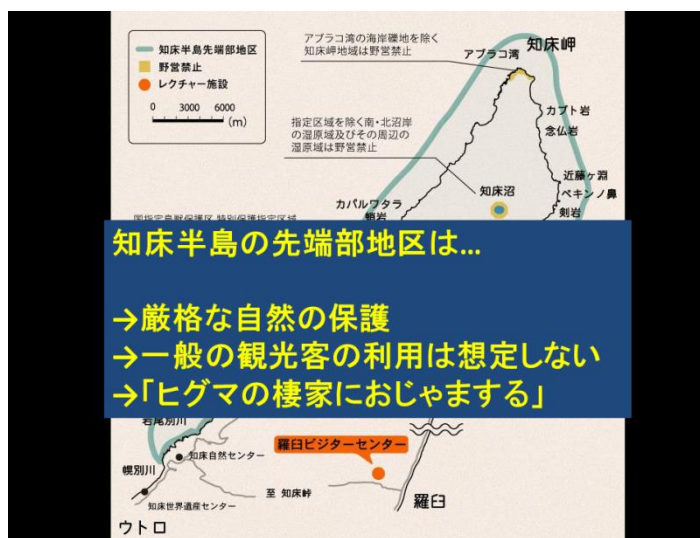 知床半島先端部地区
野営禁止
レクチャー施設
0 3000 6000
(m)
アブラコ湾の海岸礫地を除く
知床岬地域は野営禁止
アブラコ湾
知床岬
カブト岩
念仏岩
指定区域を除く南・北沼岸
の湿原域及びその周辺の
湿原域は野営禁止
近藤ヶ淵
ペキンノ鼻
剣岩
知床沼
カパルワタラ
蛸岩
知床半島の先端部地区は...
→厳格な自然の保護
→一般の観光客の利用は想定しない
→「ヒグマの棲家におじゃまする」
岩尾別川
知床自然センター
幌別川
羅臼ビジターセンター
至 知床峠
羅臼
知床世界遺産センター
ウトロ